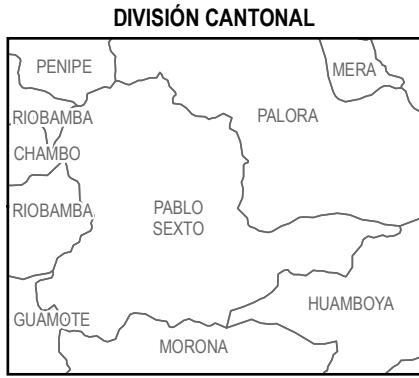 DIVISIÓN CANTONAL
PENIPE
MERA
RIOBAMBA
PALORA
CHAMBO
RIOBAMBA
PABLO
SEXTO
HUAMBOYA
GUAMOTE
MORONA